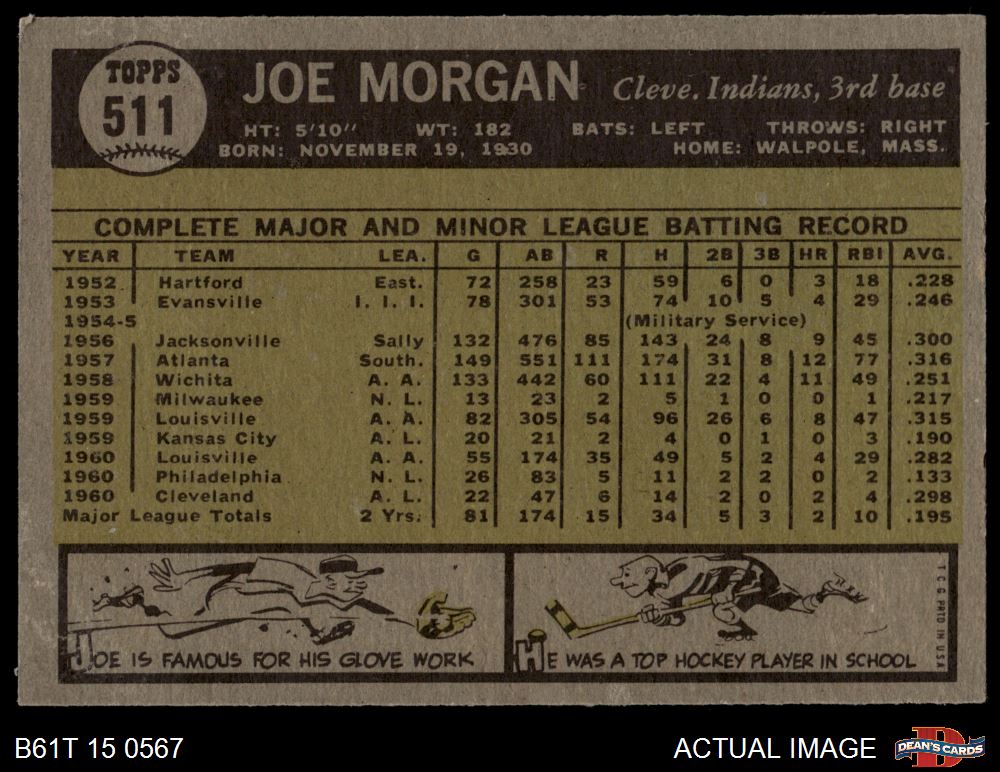 TOPPS
511
JOE MORGAN Cleve. Indians, 3rd base
HT: 5'10" WT: 182 BATS: LEFT THROWS: RIGHT
BORN: NOVEMBER 19, 1930 HOME: WALPOLE, MASS.
COMPLETE MAJOR AND MINOR LEAGUE BATTING RECORD
YEAR TEAM LEA. G AB R H 2B 3B HR RBI AVG.
1952 Hartford East. 72 258 23 59 6 0 3 18 .228
1953 Evansville I. I. I. 78 301 53 74 10 5 4 29 .246
1954-5 (Military Service)
1956 Jacksonville Sally 132 476 85 143 24 8 9 45 .300
1957 Atlanta South. 149 551 111 174 31 8 12 77 .316
1958 Wichita A. A. 133 442 60 111 22 4 11 49 .251
1959 Milwaukee N. L. 13 23 2 5 1 0 0 1 .217
1959 Louisville A. A. 82 305 54 96 26 6 8 47 .315
1959 Kansas City A. L. 20 21 2 4 0 1 0 3 .190
1960 Louisville A. A. 55 174 35 49 5 2 4 29 .282
1960 Philadelphia N. L. 26 83 5 11 2 2 0 2 .133
1960 Cleveland A. L. 22 47 6 14 2 0 2 4 .298
Major League Totals 2 Yrs. 81 174 15 34 5 3 2 10 .195
JOE IS FAMOUS FOR HIS GLOVE WORK
HE WAS A TOP HOCKEY PLAYER IN SCHOOL
T C G PRTD IN USA
B61T 15 0567
ACTUAL IMAGE
D
DEAN'S CARDS